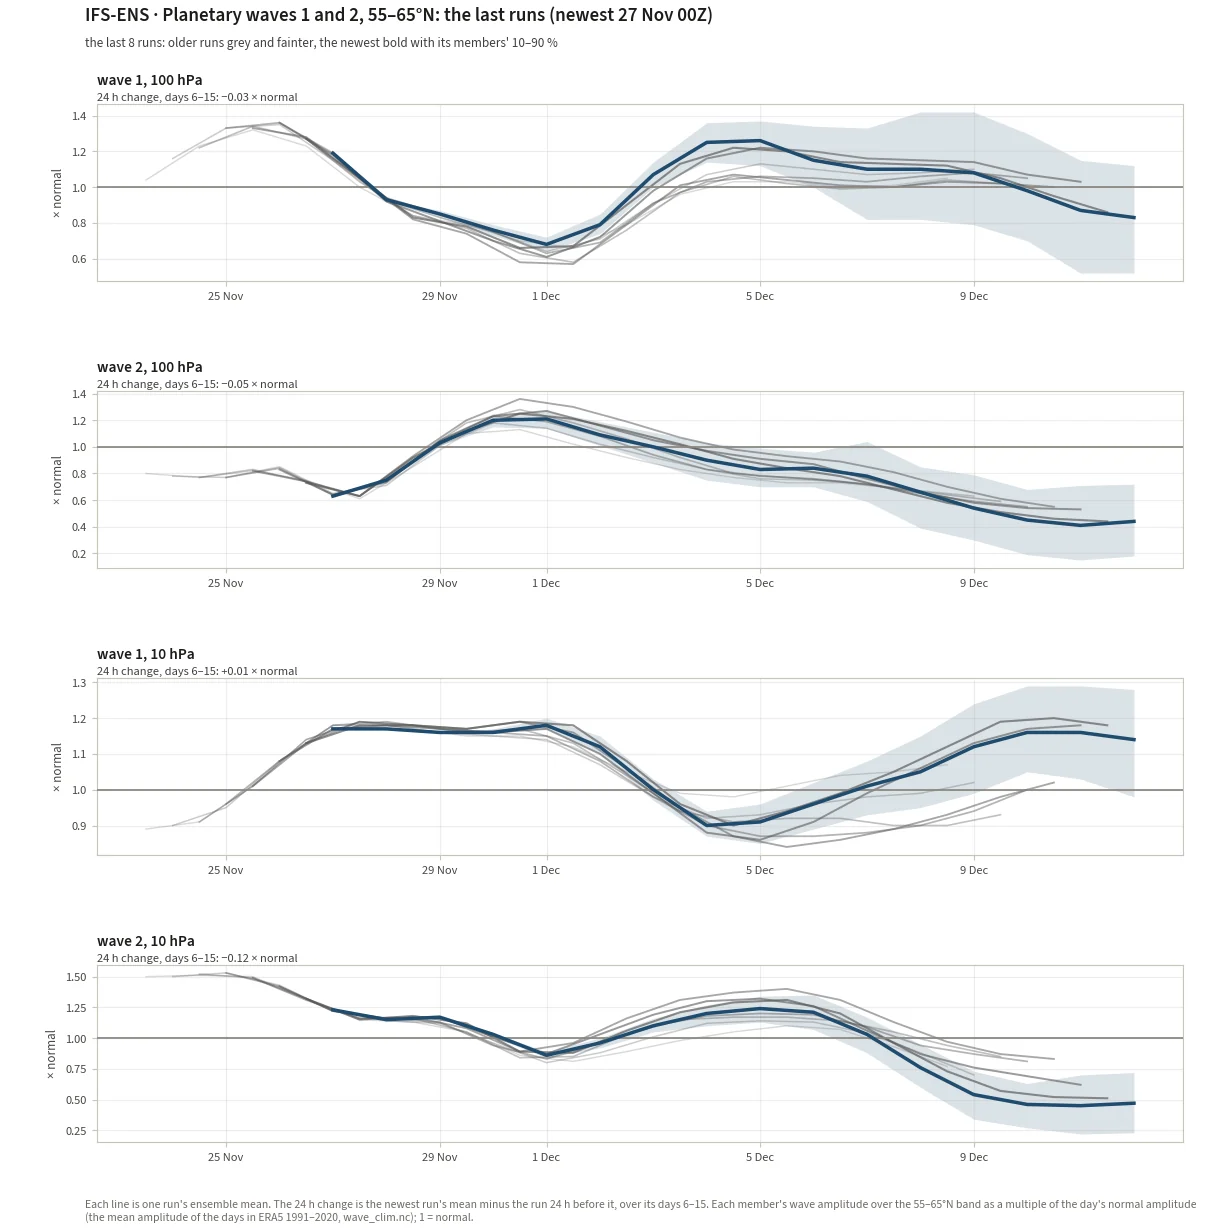 IFS-ENS · Planetary waves 1 and 2, 55–65°N: the last runs (newest 27 Nov 00Z)
the last 8 runs: older runs grey and fainter, the newest bold with its members' 10–90 %
wave 1, 100 hPa
24 h change, days 6–15: −0.03 × normal
× normal
1.4
1.2
1.0
0.8
0.6
25 Nov 29 Nov 1 Dec 5 Dec 9 Dec
wave 2, 100 hPa
24 h change, days 6–15: −0.05 × normal
× normal
1.4
1.2
1.0
0.8
0.6
0.4
0.2
25 Nov 29 Nov 1 Dec 5 Dec 9 Dec
wave 1, 10 hPa
24 h change, days 6–15: +0.01 × normal
× normal
1.3
1.2
1.1
1.0
0.9
25 Nov 29 Nov 1 Dec 5 Dec 9 Dec
wave 2, 10 hPa
24 h change, days 6–15: −0.12 × normal
× normal
1.50
1.25
1.00
0.75
0.50
0.25
25 Nov 29 Nov 1 Dec 5 Dec 9 Dec
Each line is one run's ensemble mean. The 24 h change is the newest run's mean minus the run 24 h before it, over its days 6–15. Each member's wave amplitude over the 55–65°N band as a multiple of the day's normal amplitude
(the mean amplitude of the days in ERA5 1991–2020, wave_clim.nc); 1 = normal.